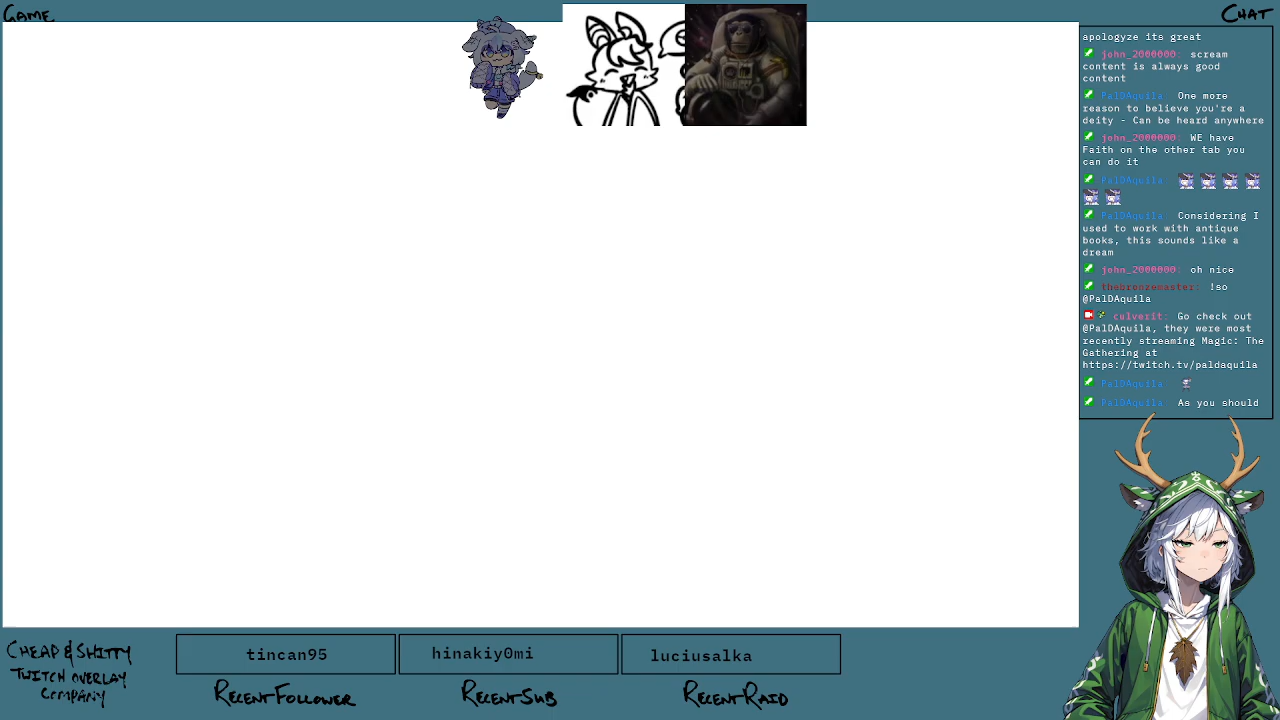 GAME
CHAT
apologyze its great
john_2000000: scream
content is always good
content
PalDAquila: One more
reason to believe you're a
deity - Can be heard anywhere
john_2000000: WE have
Faith on the other tab you
can do it
PalDAquila:
PalDAquila: Considering I
used to work with antique
books, this sounds like a
dream
john_2000000: oh nice
thebronzemaster: !so
@PalDAquila
culverit: Go check out
@PalDAquila, they were most
recently streaming Magic: The
Gathering at
https://twitch.tv/paldaquila
PalDAquila:
PalDAquila: As you should
CHEAP & SHITTY
TWITCH OVERLAY
COMPANY
tincan95
RECENT FOLLOWER
hinakiy0mi
RECENT SUB
luciusalka
RECENT RAID